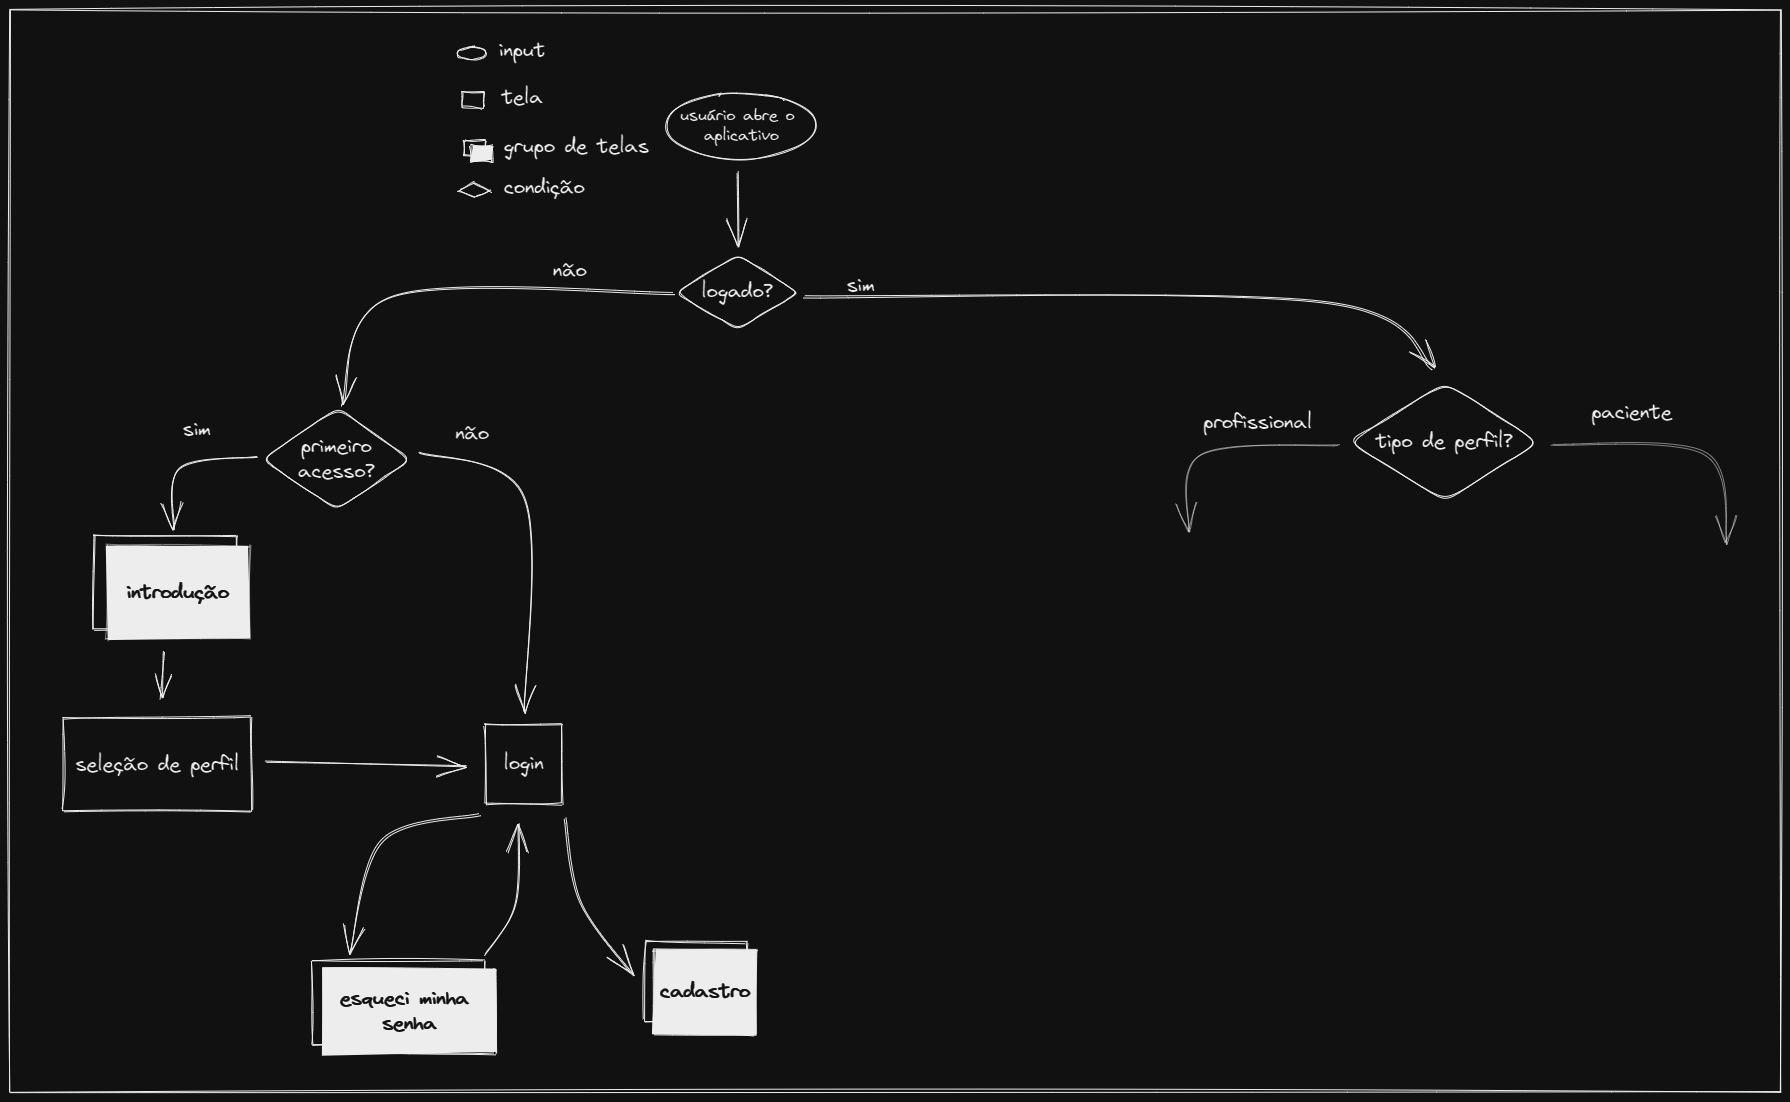 input
tela
grupo de telas
condição
usuário abre o
aplicativo
logado?
não
sim
primeiro
acesso?
sim
não
tipo de perfil?
profissional
paciente
introdução
seleção de perfil
login
esqueci minha
senha
cadastro